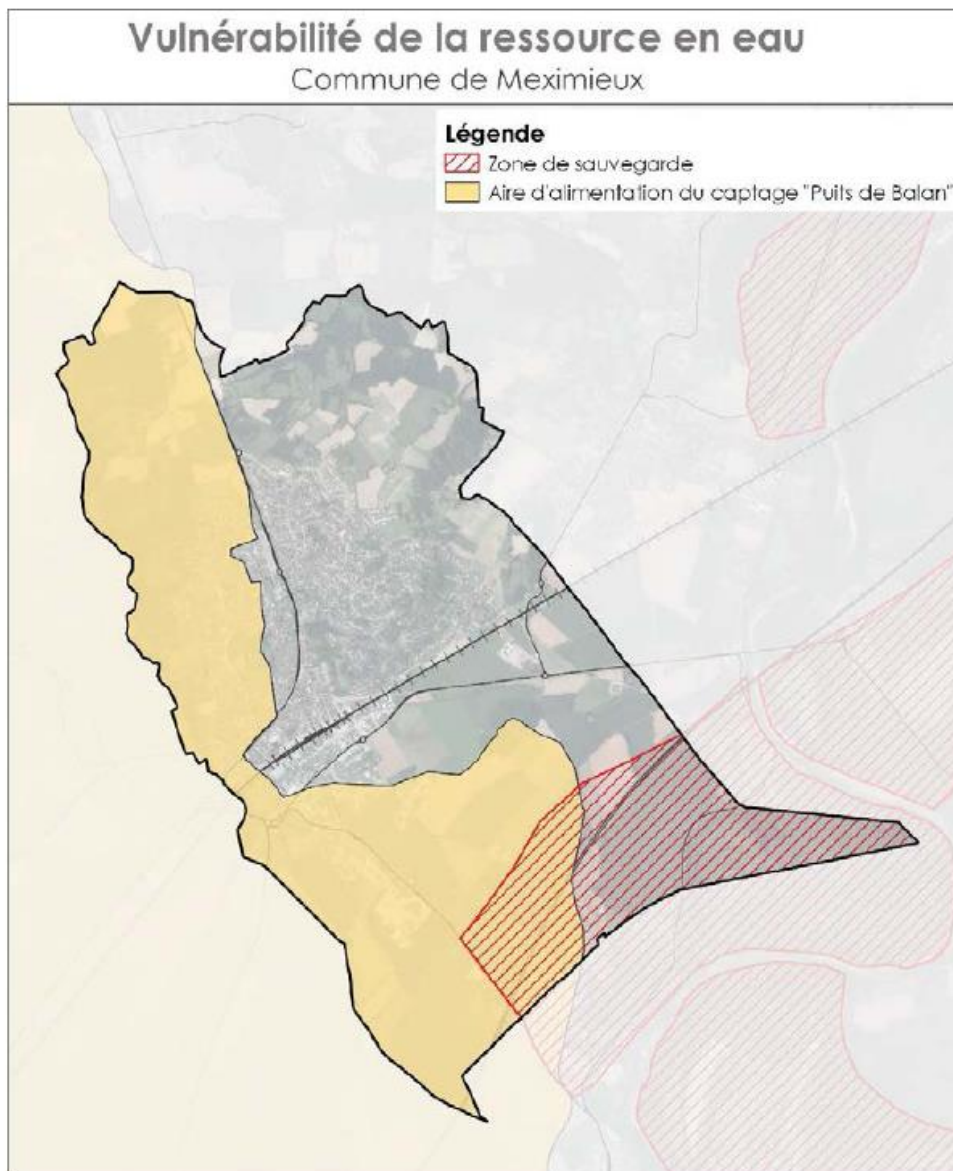 Vulnérabilité de la ressource en eau
Commune de Meximieux
Légende
Zone de sauvegarde
Aire d'alimentation du captage "Puits de Balan"